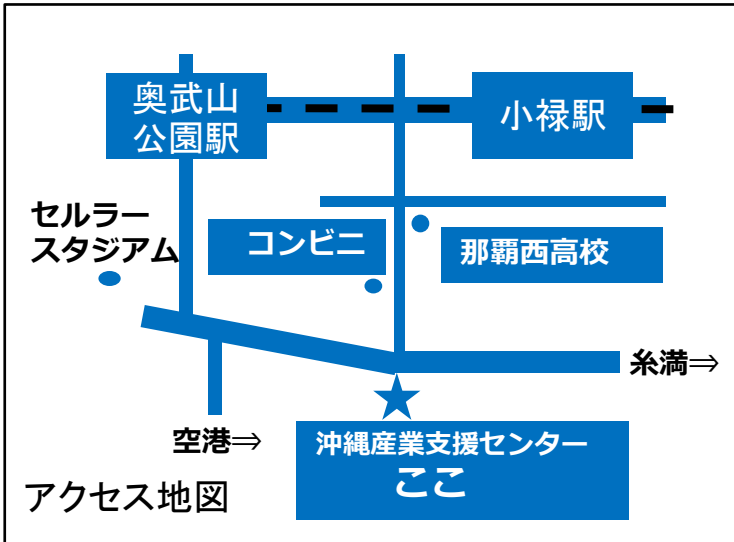 奥武山
公園駅
小禄駅
セルラー
スタジアム
コンビニ
那覇西高校
糸満⇒
空港⇒
沖縄産業支援センター
ここ
アクセス地図